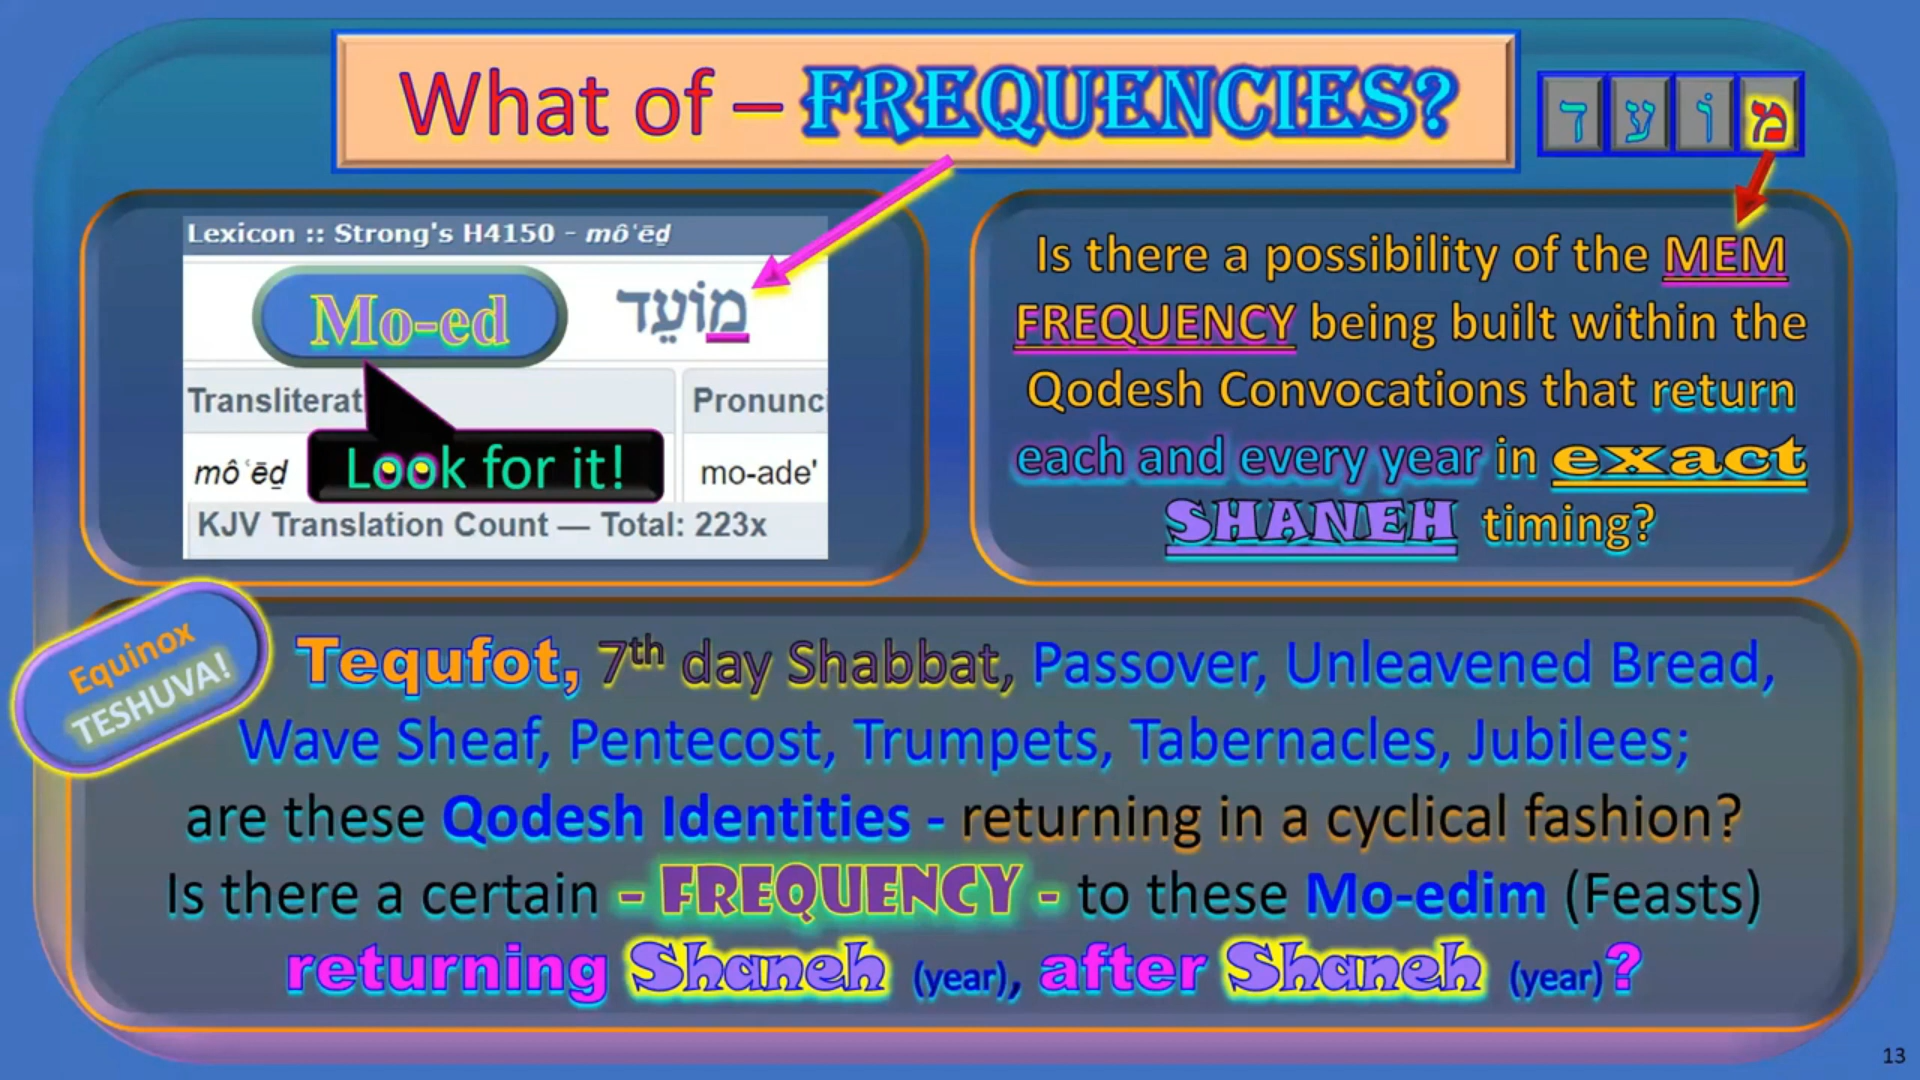 What of – FREQUENCIES?
מ וֹ ע ד
Lexicon :: Strong's H4150 - môʿēḏ
Mo-ed
מוֹעֵד
Transliterat
Pronunc
môʿēḏ
Look for it!
mo-ade'
KJV Translation Count — Total: 223x
Is there a possibility of the MEM
FREQUENCY being built within the
Qodesh Convocations that return
each and every year in exact
SHANEH timing?
Equinox
TESHUVA!
Tequfot, 7th day Shabbat, Passover, Unleavened Bread,
Wave Sheaf, Pentecost, Trumpets, Tabernacles, Jubilees;
are these Qodesh Identities - returning in a cyclical fashion?
Is there a certain - FREQUENCY - to these Mo-edim (Feasts)
returning Shaneh (year), after Shaneh (year)?
13